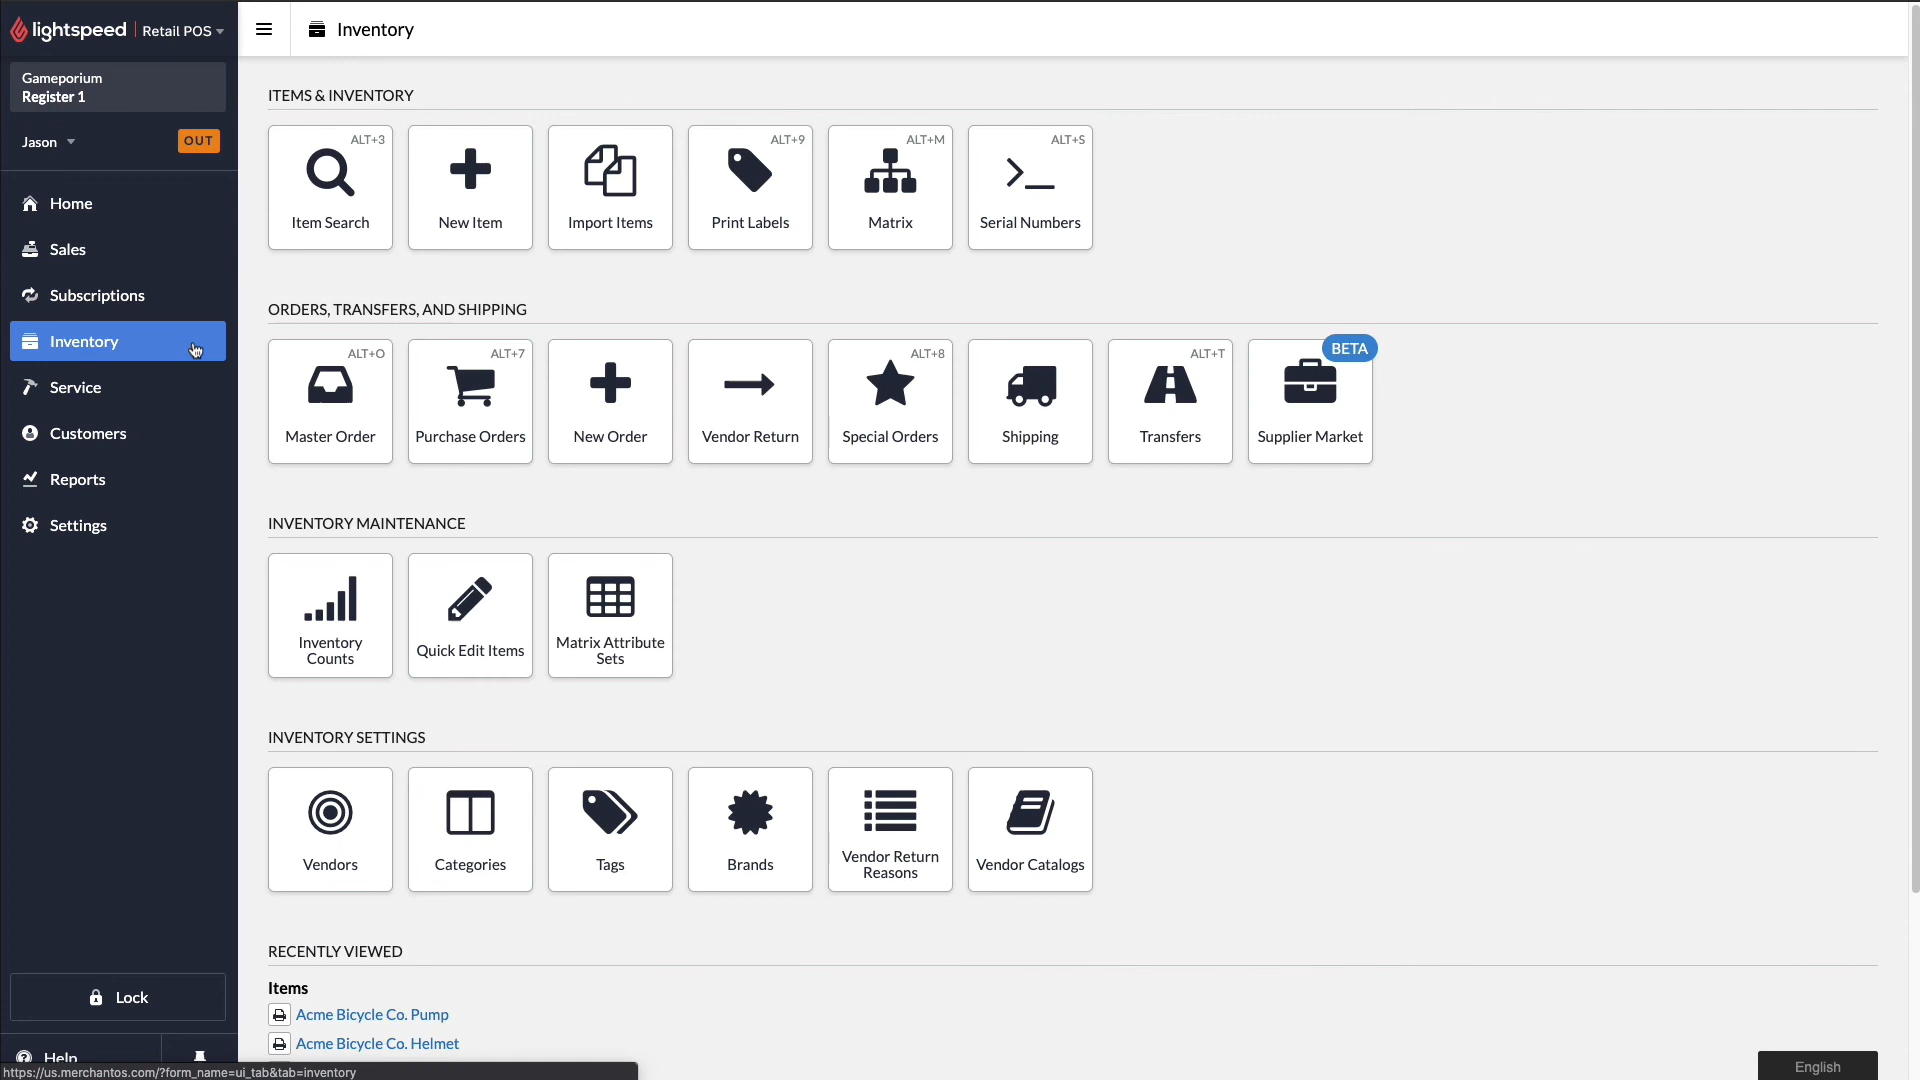 lightspeed Retail POS
Inventory
Gameporium
Register 1
Jason
OUT
Home
Sales
Subscriptions
Inventory
Service
Customers
Reports
Settings
Lock
Help
ITEMS & INVENTORY
ALT+3
Item Search
New Item
Import Items
ALT+9
Print Labels
ALT+M
Matrix
ALT+S
Serial Numbers
ORDERS, TRANSFERS, AND SHIPPING
ALT+O
Master Order
ALT+7
Purchase Orders
New Order
Vendor Return
ALT+8
Special Orders
Shipping
ALT+T
Transfers
BETA
Supplier Market
INVENTORY MAINTENANCE
Inventory
Counts
Quick Edit Items
Matrix Attribute
Sets
INVENTORY SETTINGS
Vendors
Categories
Tags
Brands
Vendor Return
Reasons
Vendor Catalogs
RECENTLY VIEWED
Items
Acme Bicycle Co. Pump
Acme Bicycle Co. Helmet
https://us.merchantos.com/?form_name=ui_tab&tab=inventory
English